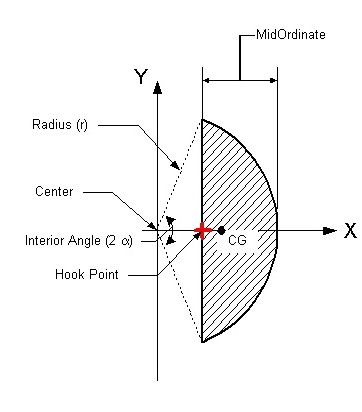 MidOrdinate
Y
Radius (r)
Center
X
Interior Angle (2 α)
CG
Hook Point